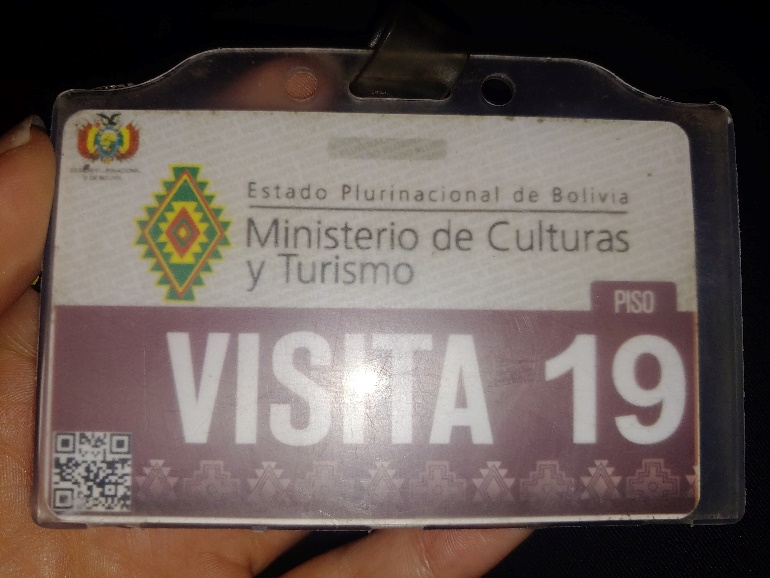 Estado Plurinacional de Bolivia
Ministerio de Culturas
y Turismo
PISO
VISITA 19